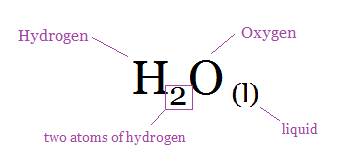 Hydrogen
Oxygen
H2O (l)
two atoms of hydrogen
liquid